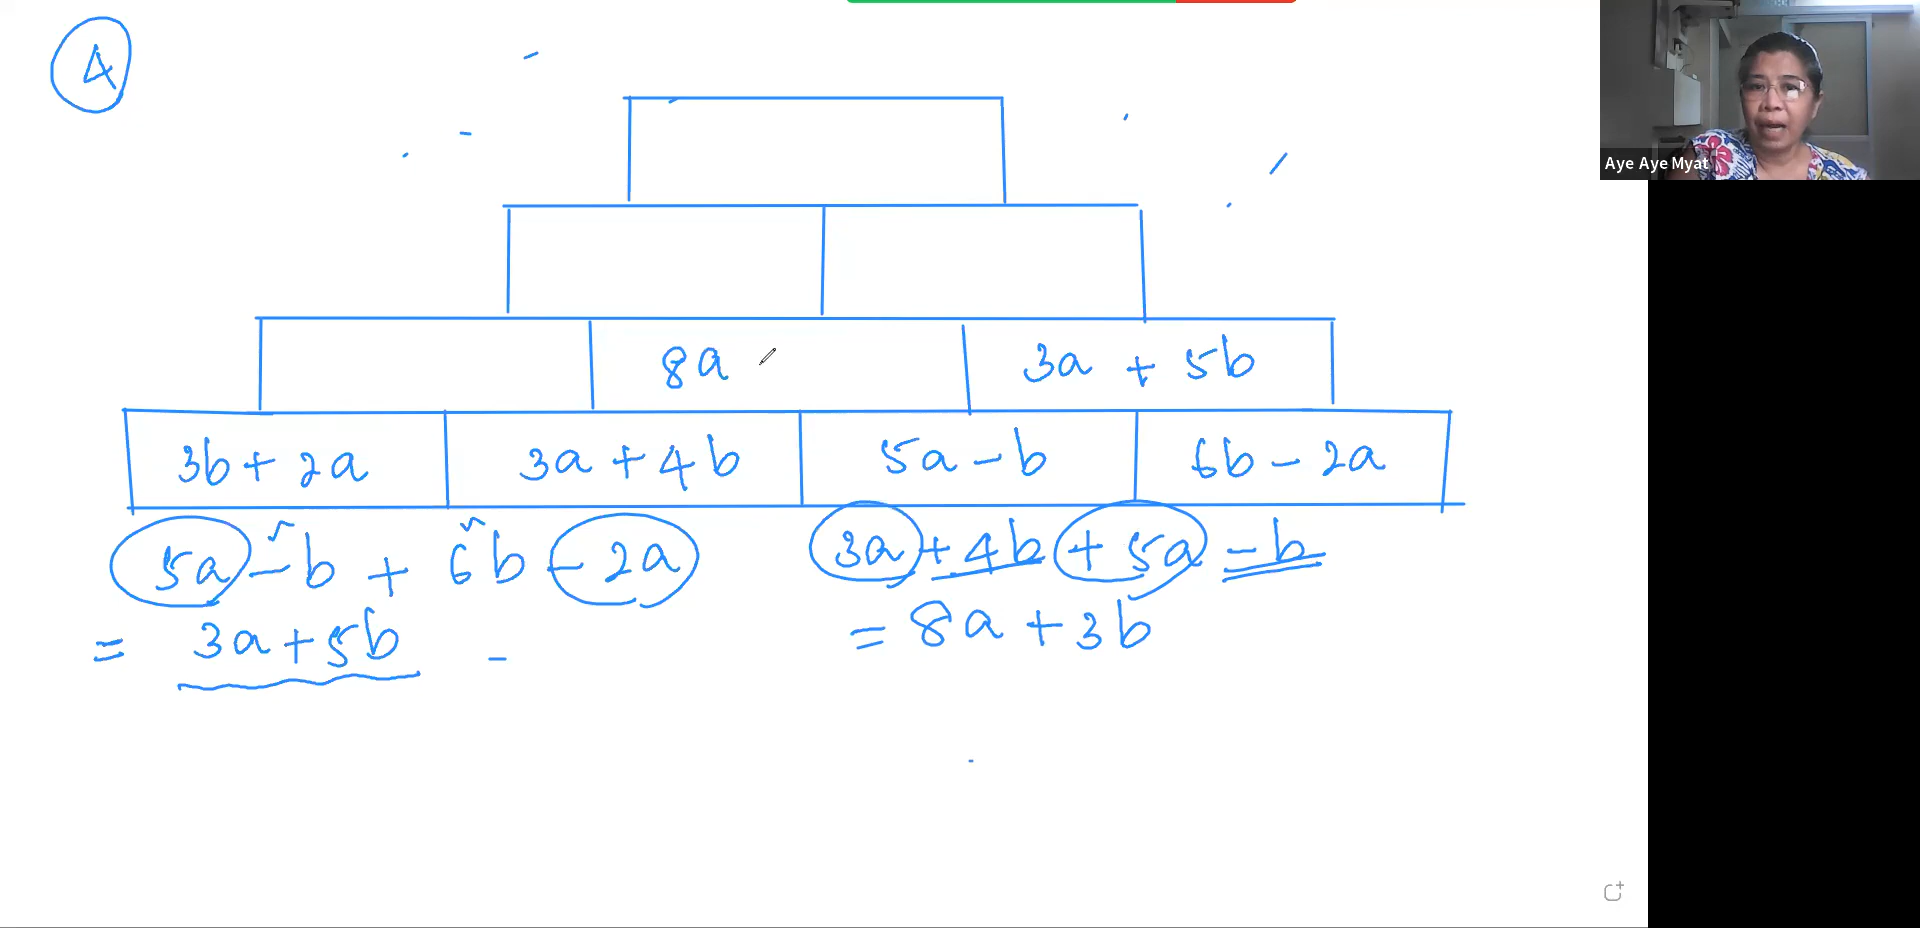 4
Aye Aye Myat
8a 3a + 5b
3b + 2a 3a + 4b 5a - b 6b - 2a
5a - b + 6b - 2a 3a + 4b + 5a - b
= 3a + 5b = 8a + 3b